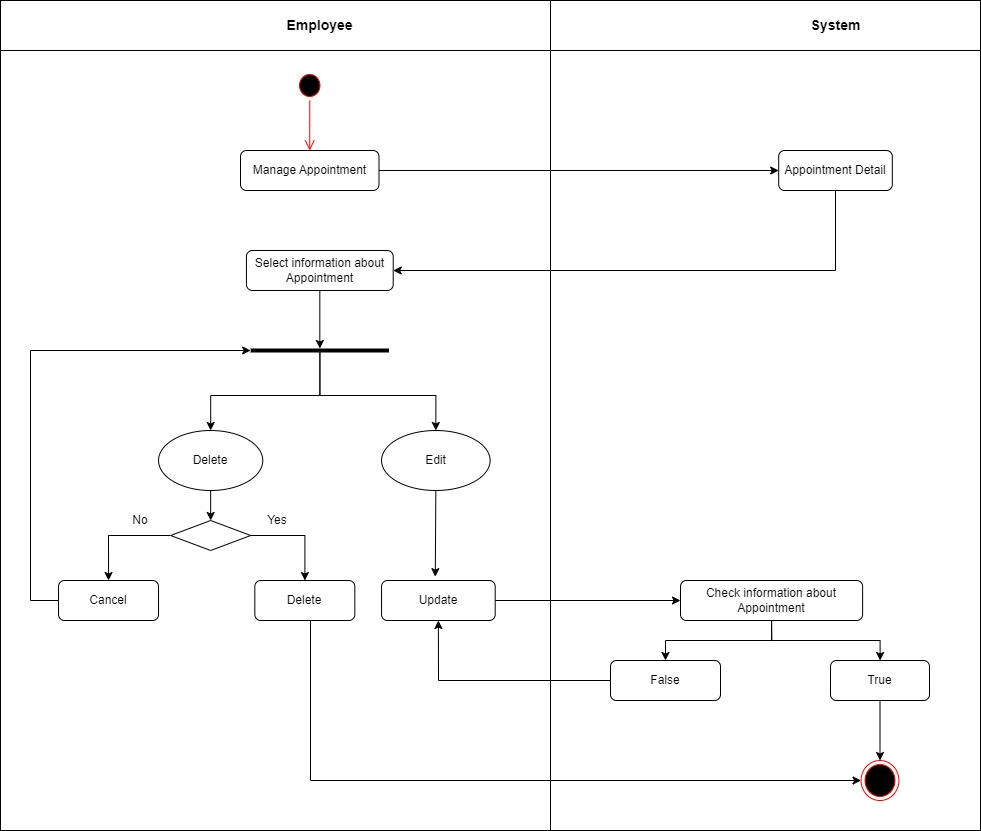 Employee
System
Manage Appointment
Appointment Detail
Select information about
Appointment
Delete
Edit
No
Yes
Cancel
Delete
Update
Check information about
Appointment
False
True